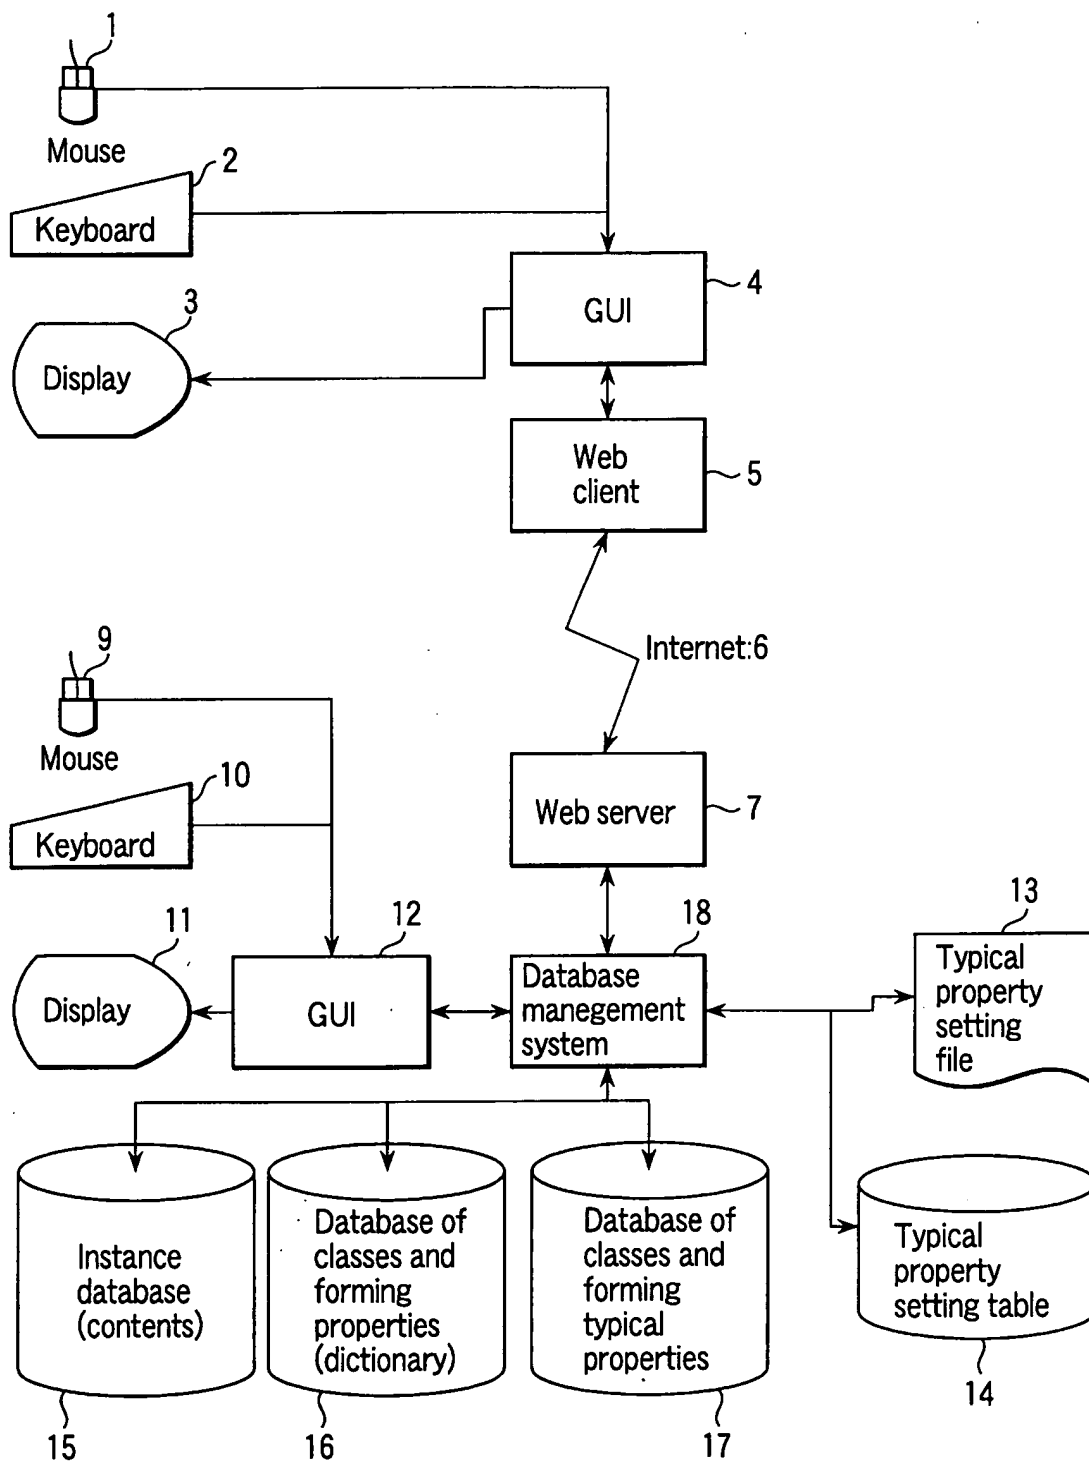 1
Mouse
2
Keyboard
3
Display
4
GUI
Web
client
5
Internet:6
9
Mouse
10
Keyboard
Web server
7
11
Display
12
GUI
18
Database
manegement
system
13
Typical
property
setting
file
Instance
database
(contents)
Database of
classes and
forming
properties
(dictionary)
Database of
classes and
forming
typical
properties
Typical
property
setting table
14
15
16
17